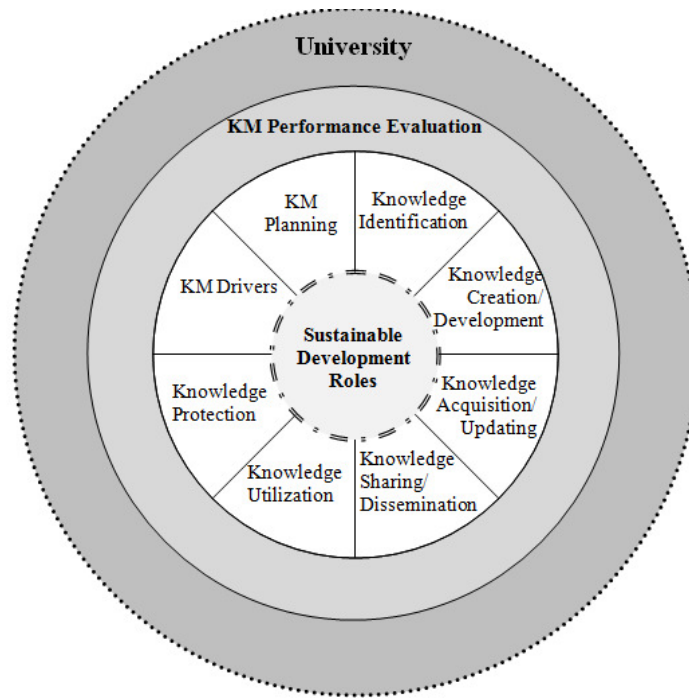 University
KM Performance Evaluation
KM
Planning
Knowledge
Identification
Knowledge
Creation/
Development
Knowledge
Acquisition/
Updating
Knowledge
Sharing/
Dissemination
Knowledge
Utilization
Knowledge
Protection
KM Drivers
Sustainable
Development
Roles